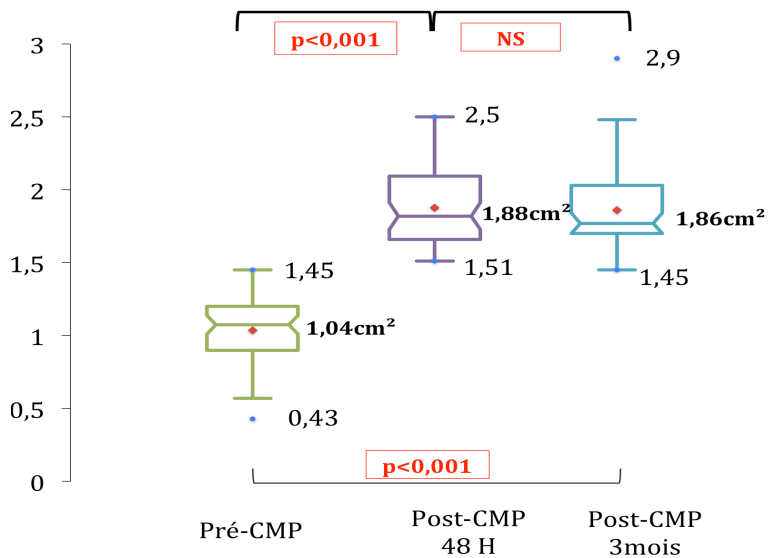 p<0,001
NS
3
2,5
2
1,5
1
0,5
0
1,45
1,04cm²
0,43
2,5
1,88cm²
1,51
2,9
1,86cm²
1,45
p<0,001
Pré-CMP
Post-CMP
48 H
Post-CMP
3mois